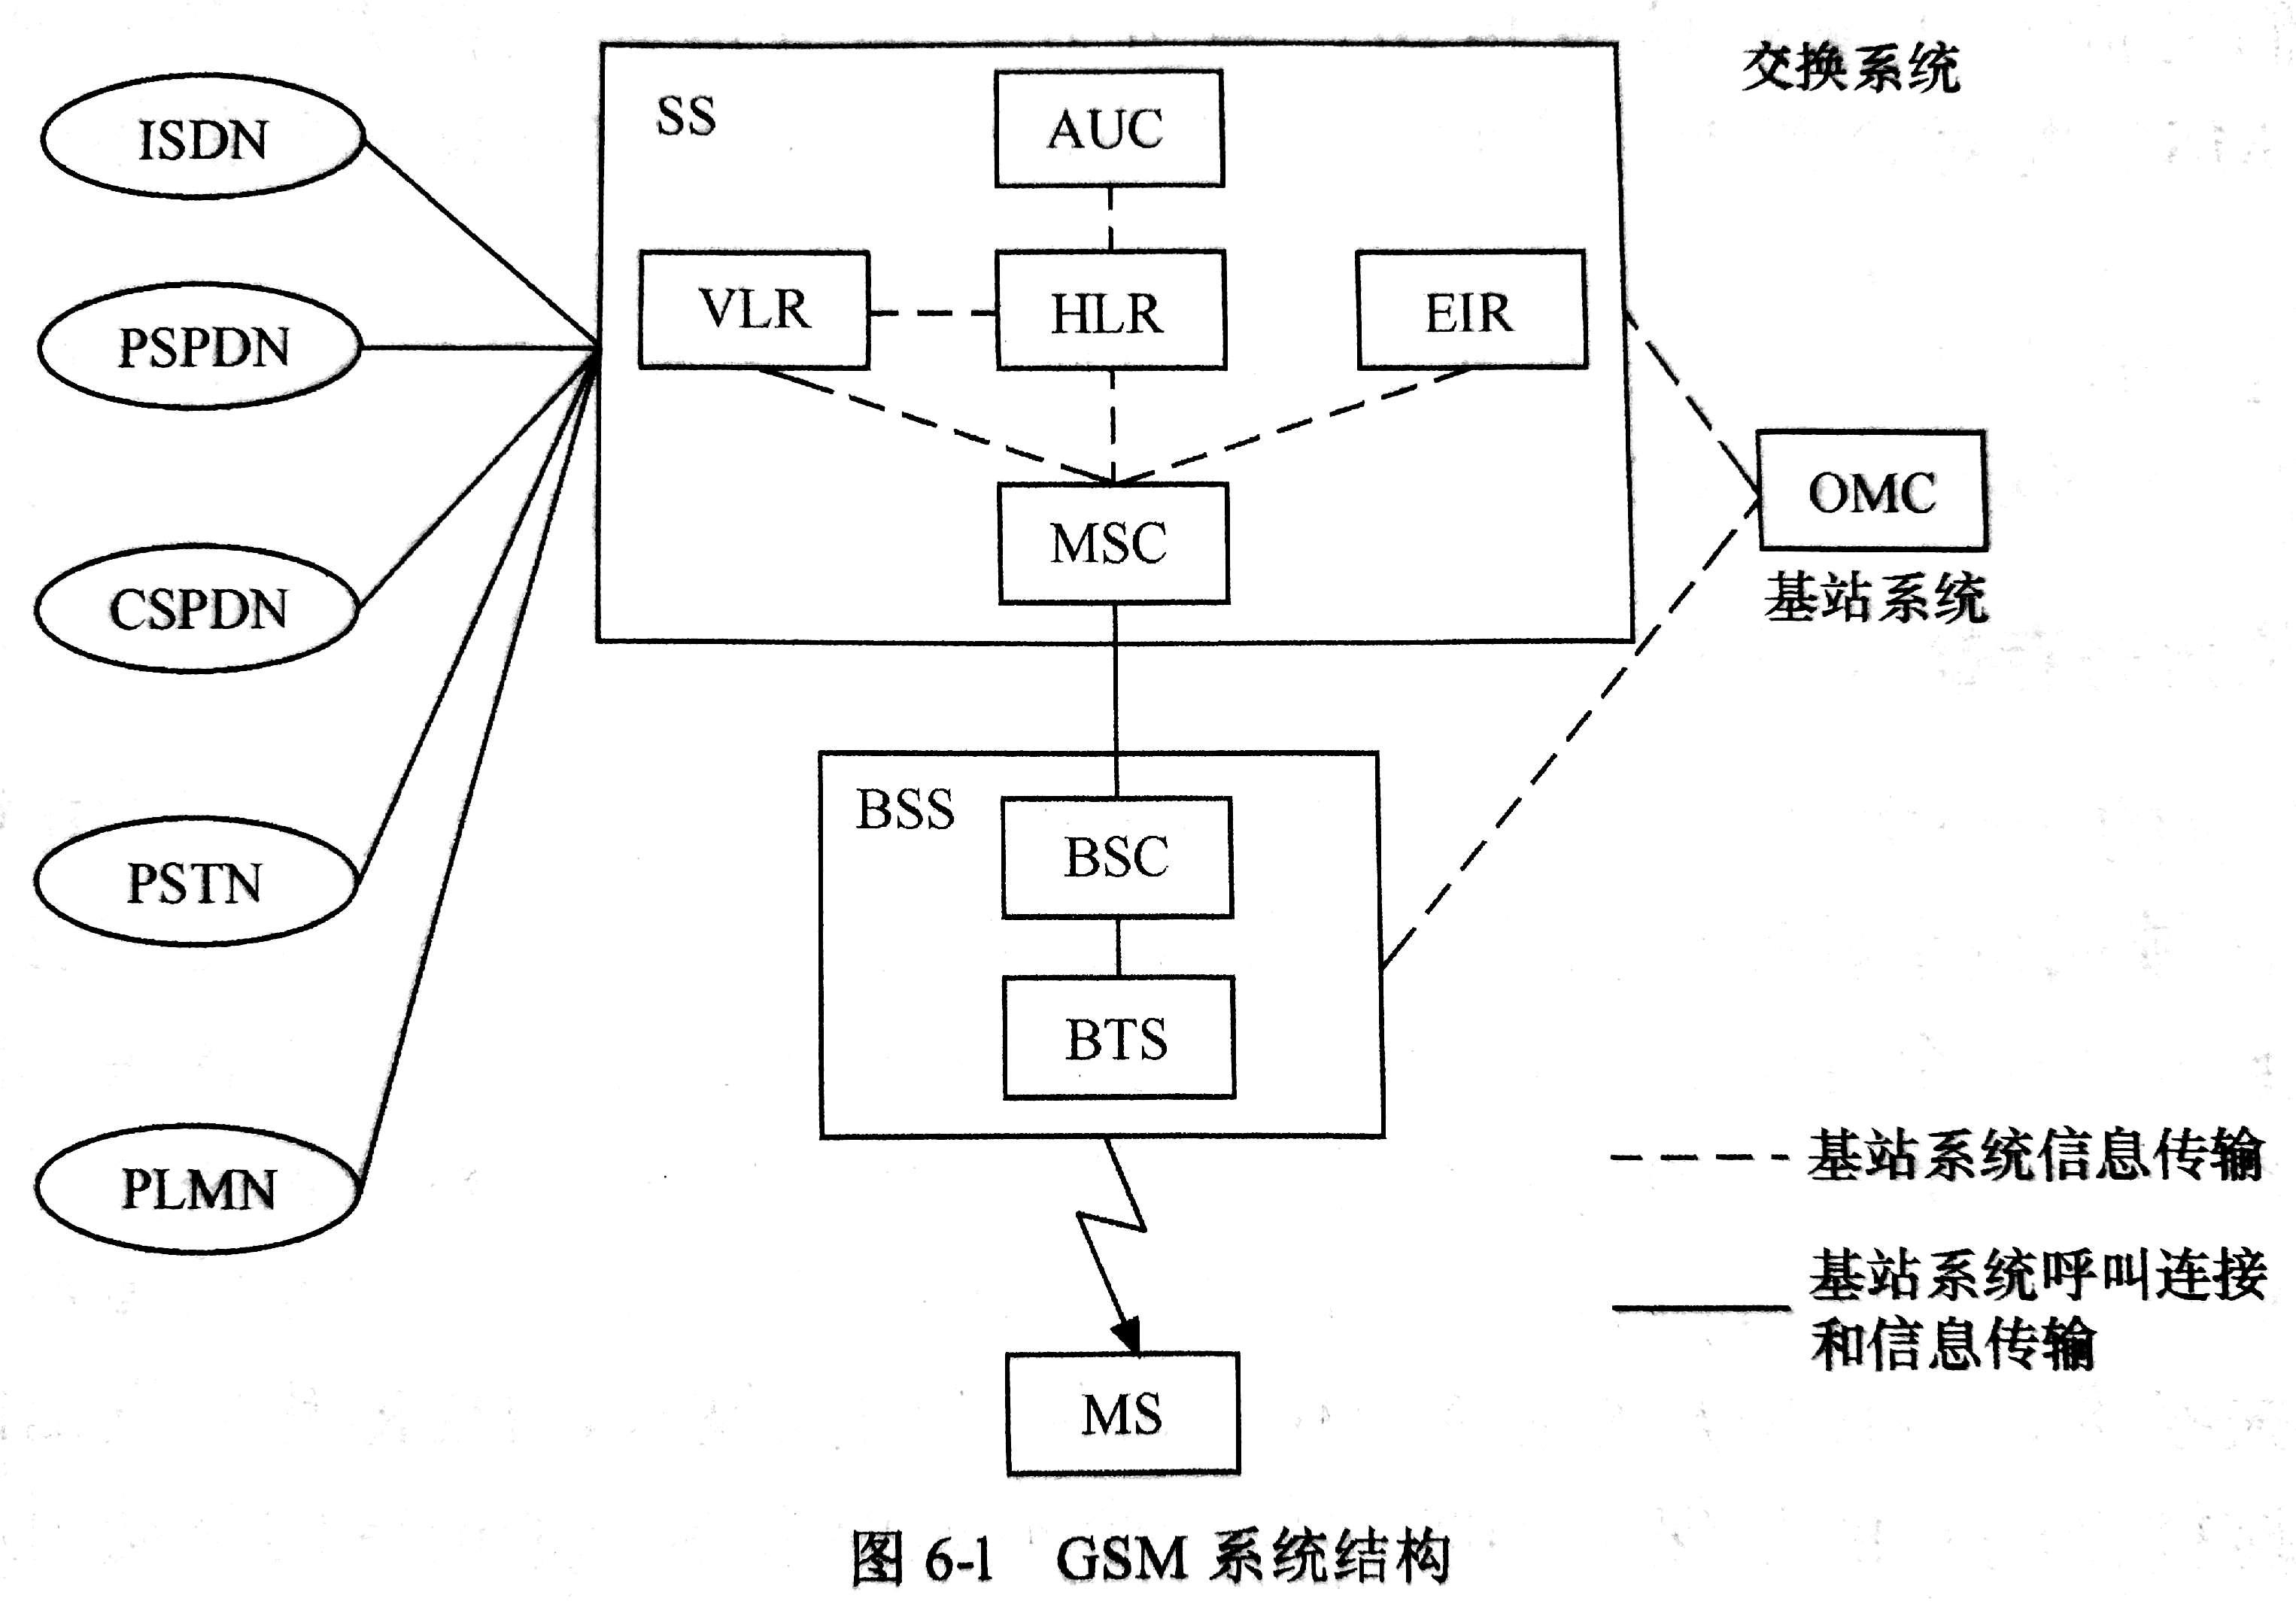 交换系统
SS
AUC
ISDN
VLR
HLR
EIR
PSPDN
OMC
MSC
基站系统
CSPDN
BSS
BSC
PSTN
BTS
基站系统信息传输
PLMN
基站系统呼叫连接
和信息传输
MS
图 6-1 GSM 系统结构